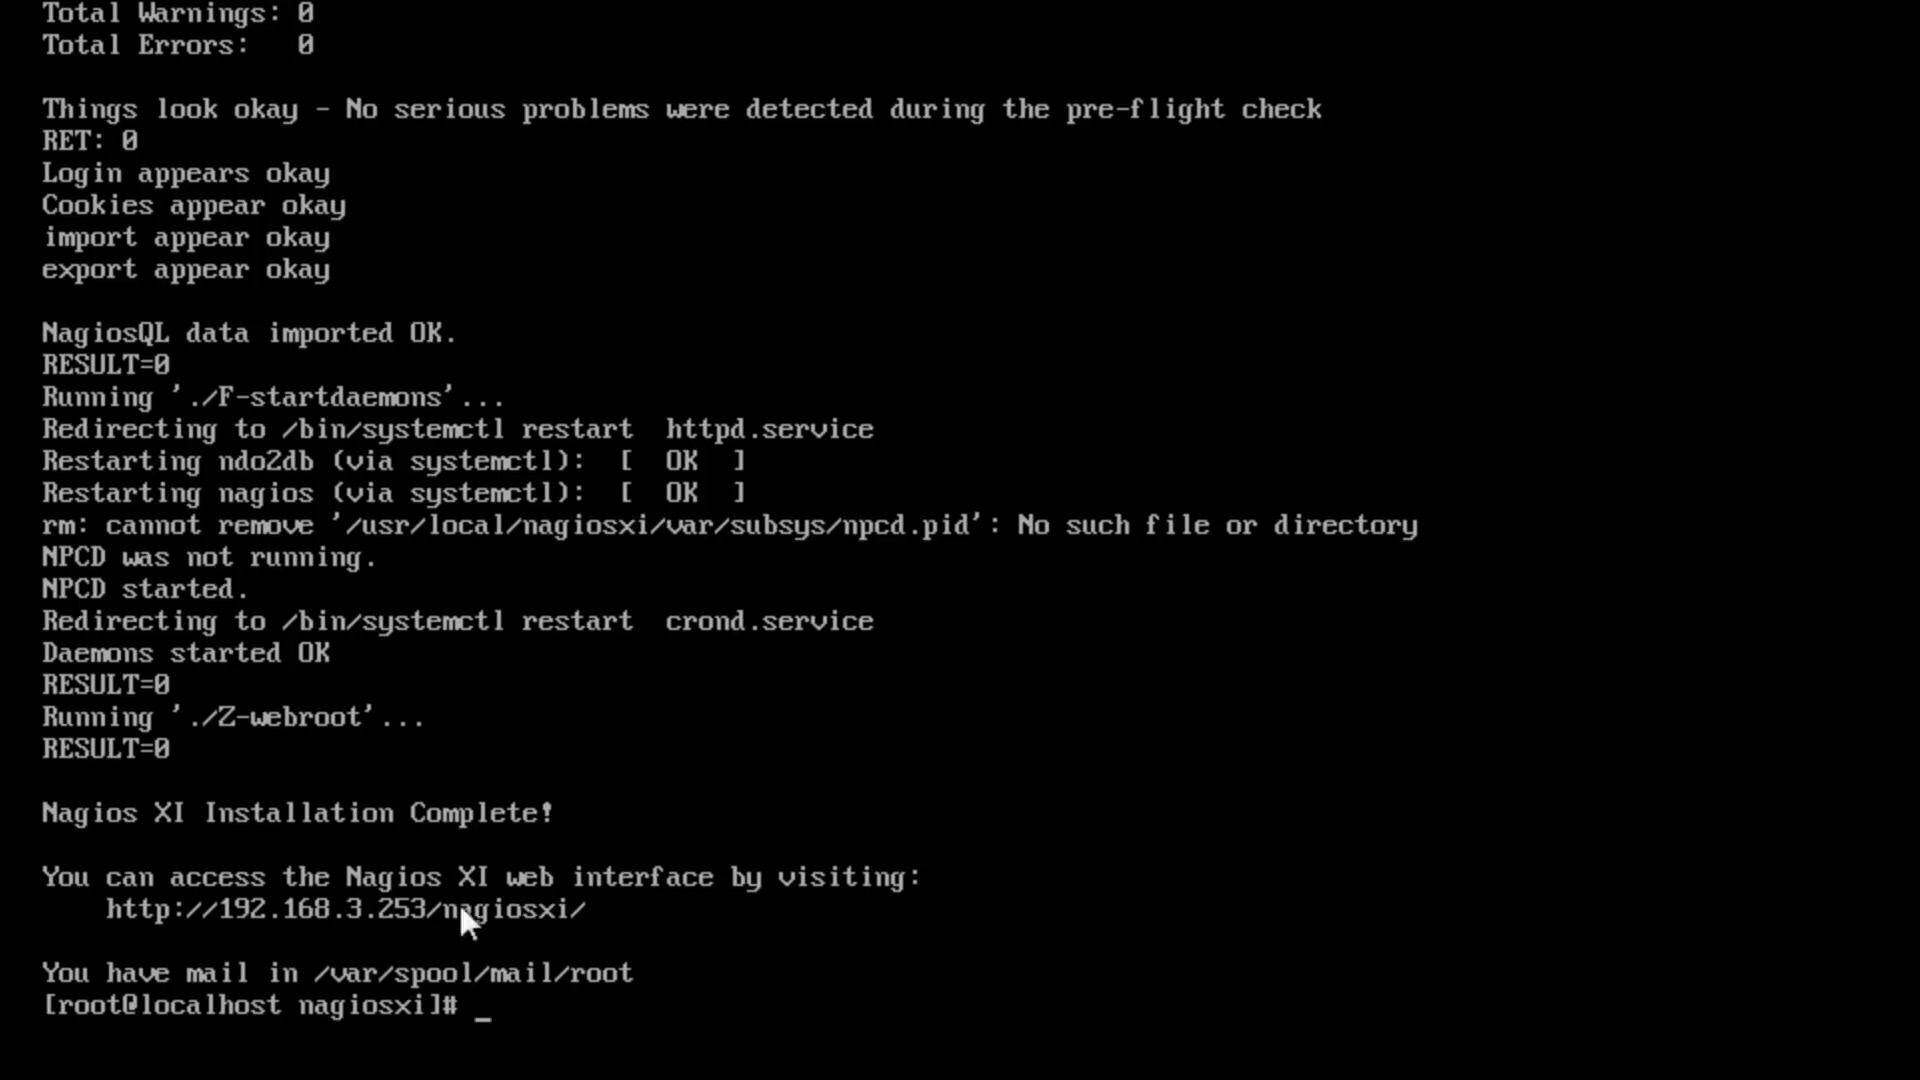 Total Warnings: 0
Total Errors:   0
Things look okay - No serious problems were detected during the pre-flight check
RET: 0
Login appears okay
Cookies appear okay
import appear okay
export appear okay
NagiosQL data imported OK.
RESULT=0
Running './F-startdaemons'...
Redirecting to /bin/systemctl restart  httpd.service
Restarting ndo2db (via systemctl):  [  OK  ]
Restarting nagios (via systemctl):  [  OK  ]
rm: cannot remove '/usr/local/nagiosxi/var/subsys/npcd.pid': No such file or directory
NPCD was not running.
NPCD started.
Redirecting to /bin/systemctl restart  crond.service
Daemons started OK
RESULT=0
Running './Z-webroot'...
RESULT=0
Nagios XI Installation Complete!
You can access the Nagios XI web interface by visiting:
    http://192.168.3.253/nagiosxi/
You have mail in /var/spool/mail/root
[root@localhost nagiosxi]# _